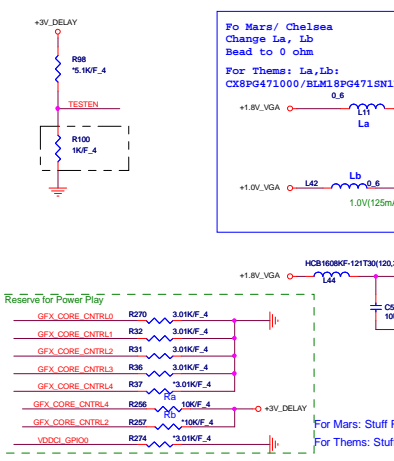 +3V_DELAY
R98
*5.1K/F_4
TESTEN
R100
1K/F_4
Fo Mars/ Chelsea
Change La, Lb
Bead to 0 ohm
For Thems: La,Lb:
CX8PG471000/BLM18PG471SN1
0_6
+1.8V_VGA
L11
La
Lb
+1.0V_VGA L42 0_6
1.0V(125m
HCB1608KF-121T30(120,
+1.8V_VGA
L44
C5
10
Reserve for Power Play
GFX_CORE_CNTRL0 R270 3.01K/F_4
GFX_CORE_CNTRL1 R32 3.01K/F_4
GFX_CORE_CNTRL2 R31 3.01K/F_4
GFX_CORE_CNTRL3 R36 3.01K/F_4
GFX_CORE_CNTRL4 R37 *3.01K/F_4
Ra
GFX_CORE_CNTRL4 R256 10K/F_4 +3V_DELAY
Rb
GFX_CORE_CNTRL2 R257 *10K/F_4
For Mars: Stuff
VDDCI_GPIO0 R274 *3.01K/F_4
For Thems: Stuf